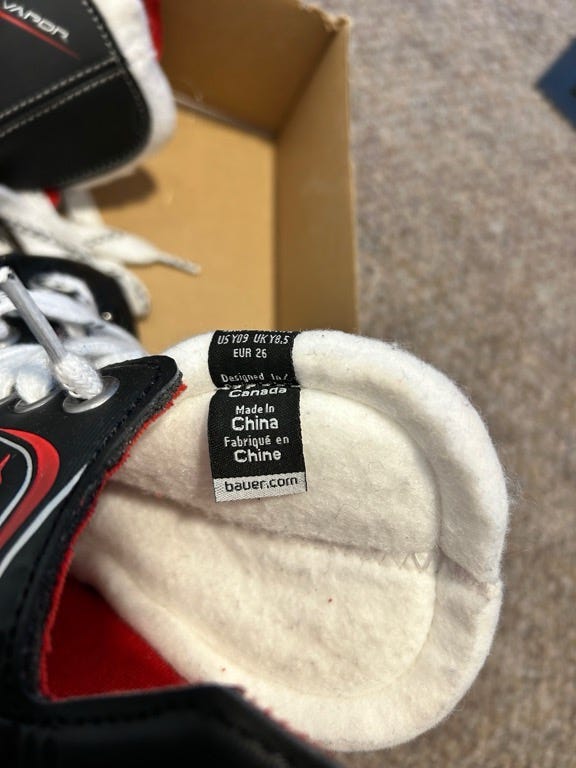 VAPOR
US Y09 UK Y8.5
EUR 26
Designed In/
Canada
Made In
China
Fabriqué en
Chine
bauer.com